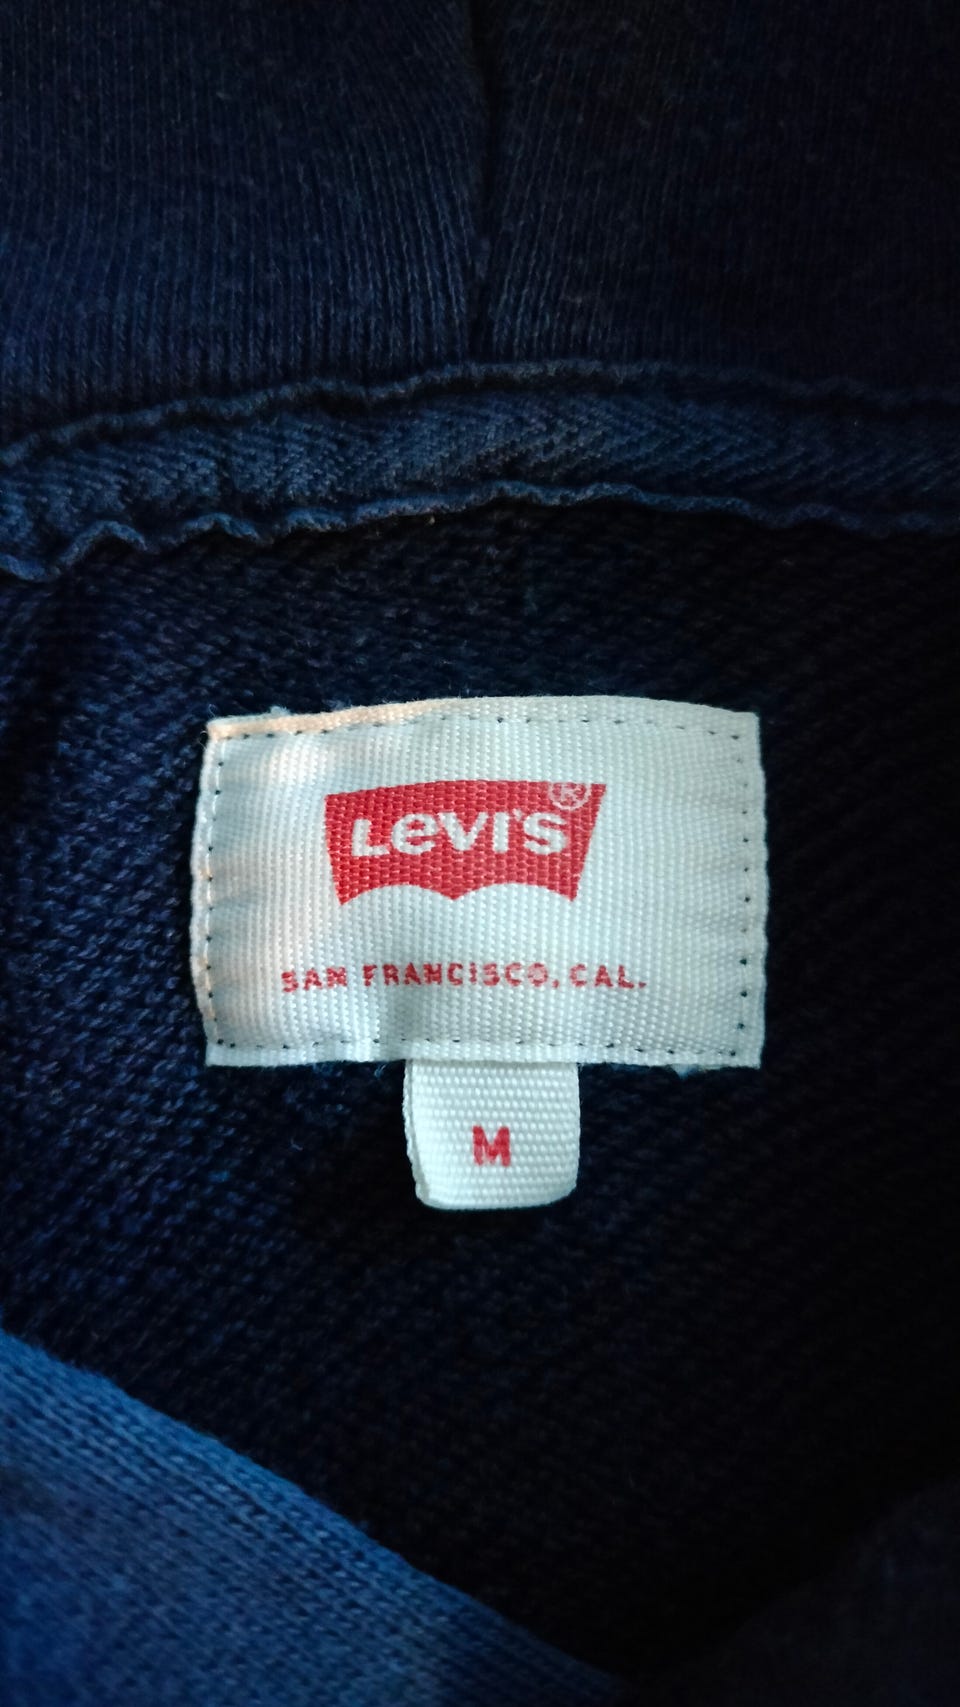 Levi's®
SAN FRANCISCO, CAL.
M